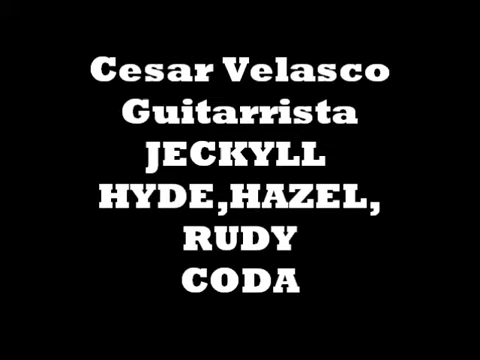 Cesar Velasco
Guitarrista
JECKYLL
HYDE,HAZEL,
RUDY
CODA